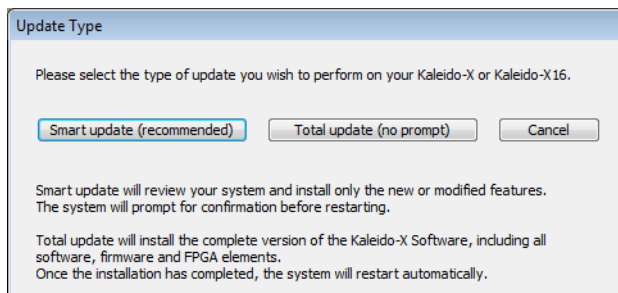 Update Type
Please select the type of update you wish to perform on your Kaleido-X or Kaleido-X16.
Smart update (recommended)
Total update (no prompt)
Cancel
Smart update will review your system and install only the new or modified features.
The system will prompt for confirmation before restarting.
Total update will install the complete version of the Kaleido-X Software, including all
software, firmware and FPGA elements.
Once the installation has completed, the system will restart automatically.